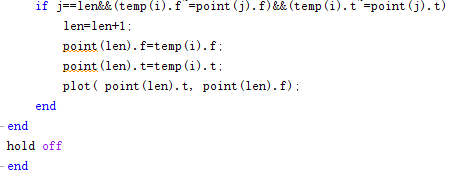 if j==len&&(temp(i).f~=point(j).f)&&(temp(i).t~=point(j).t)
len=len+1;
point(len).f=temp(i).f;
point(len).t=temp(i).t;
plot( point(len).t, point(len).f);
end
end
hold off
end